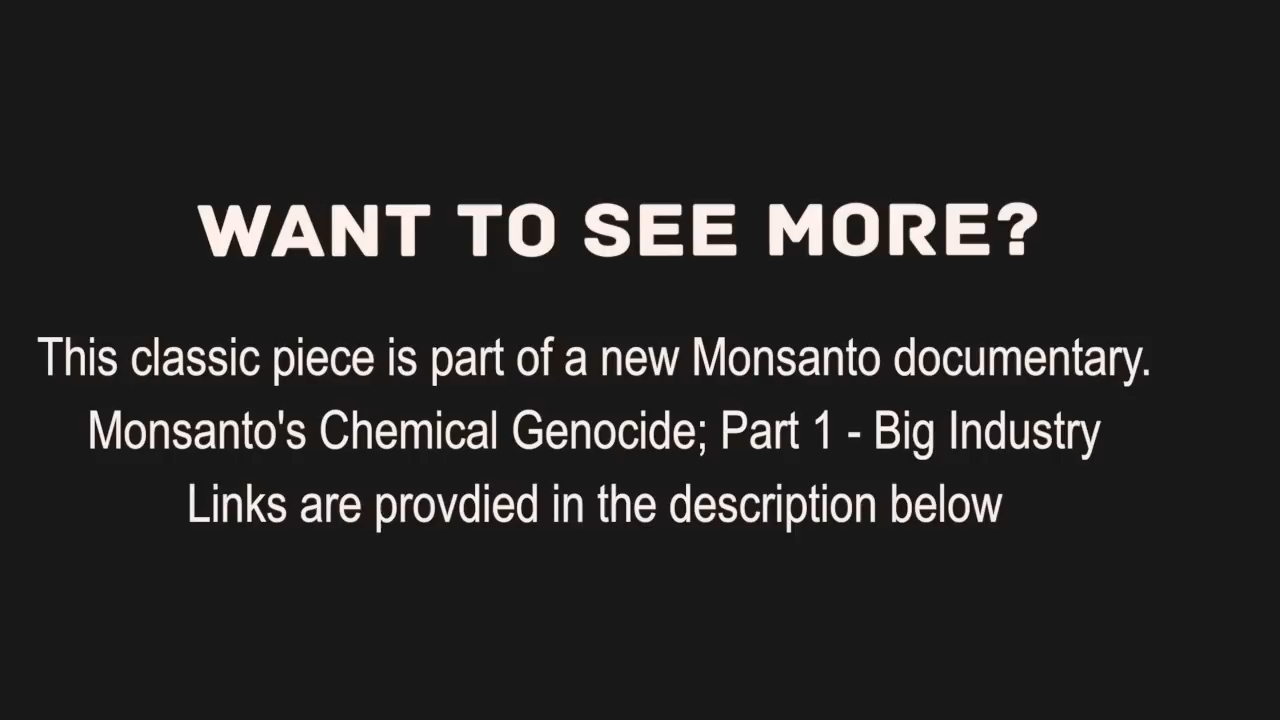 WANT TO SEE MORE?
This classic piece is part of a new Monsanto documentary.
Monsanto's Chemical Genocide; Part 1 - Big Industry
Links are provdied in the description below